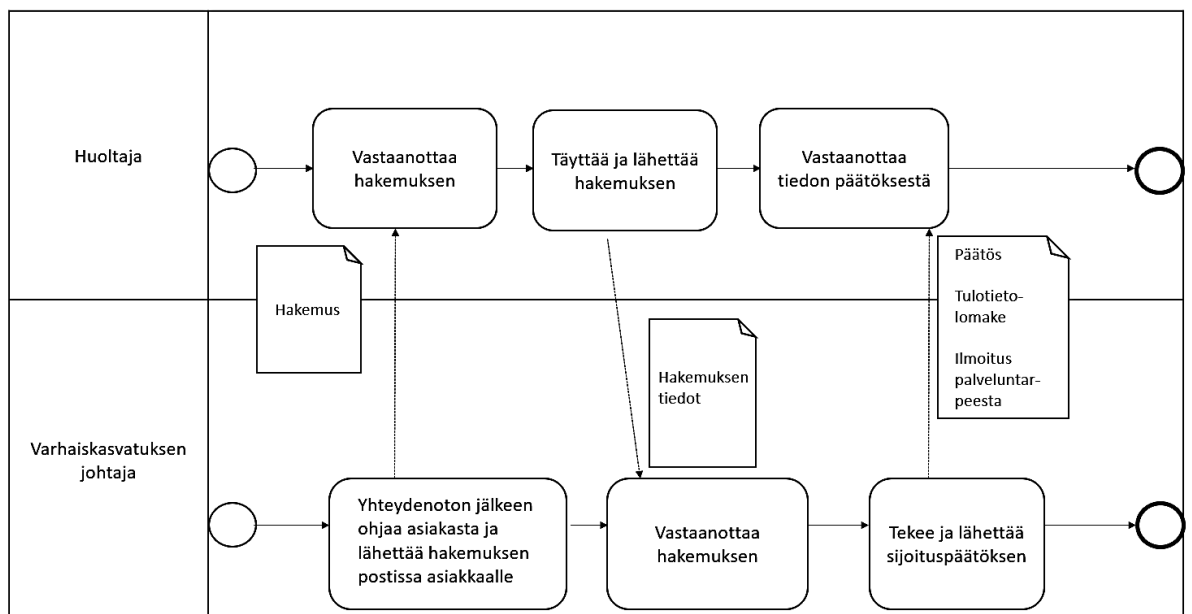 Huoltaja
Vastaanottaa
hakemuksen
Täyttää ja lähettää
hakemuksen
Vastaanottaa
tiedon päätöksestä
Hakemus
Hakemuksen
tiedot
Päätös
Tulotieto-
lomake
Ilmoitus
palveluntar-
peesta
Varhaiskasvatuksen
johtaja
Yhteydenoton jälkeen
ohjaa asiakasta ja
lähettää hakemuksen
postissa asiakkaalle
Vastaanottaa
hakemuksen
Tekee ja lähettää
sijoituspäätöksen